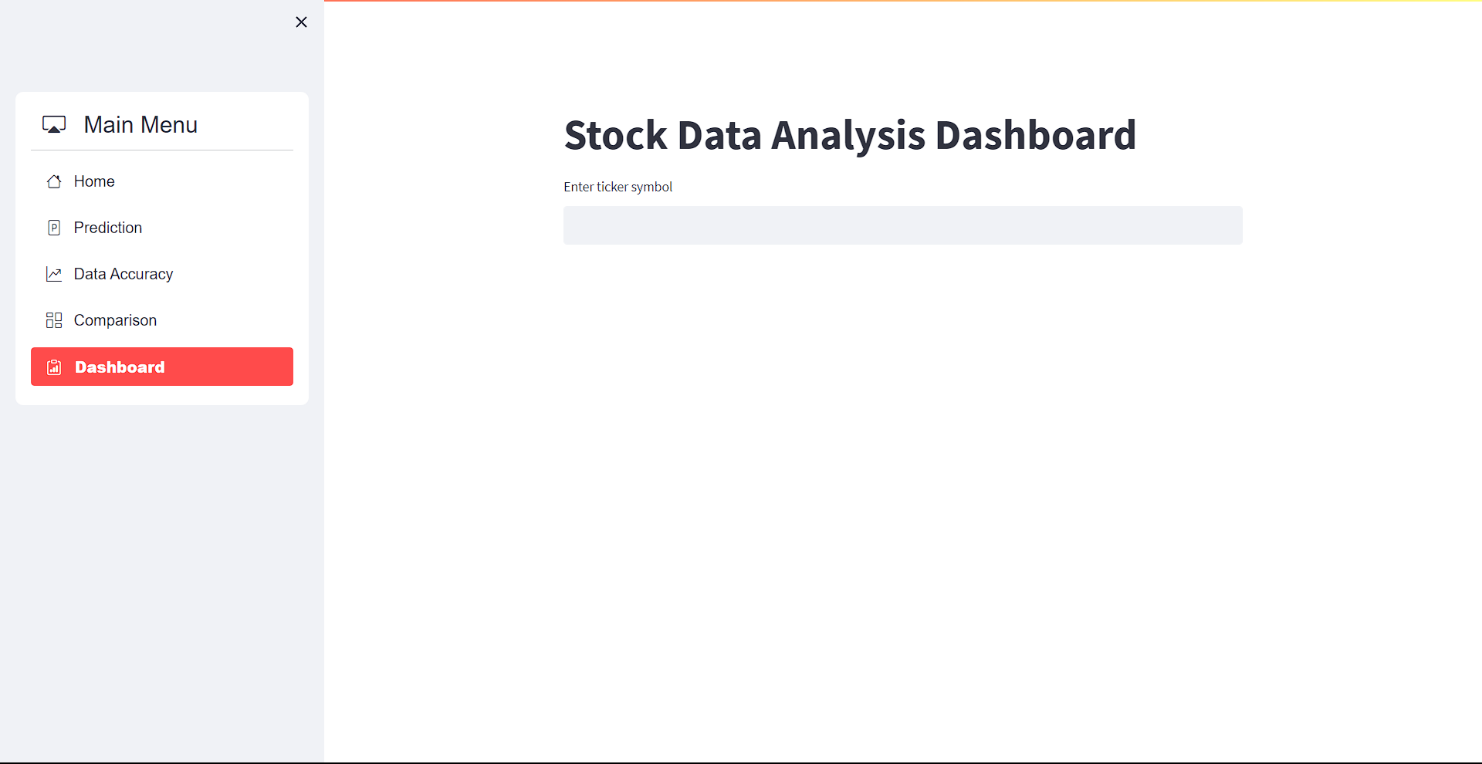 Main Menu
Home
Prediction
Data Accuracy
Comparison
Dashboard
Stock Data Analysis Dashboard
Enter ticker symbol